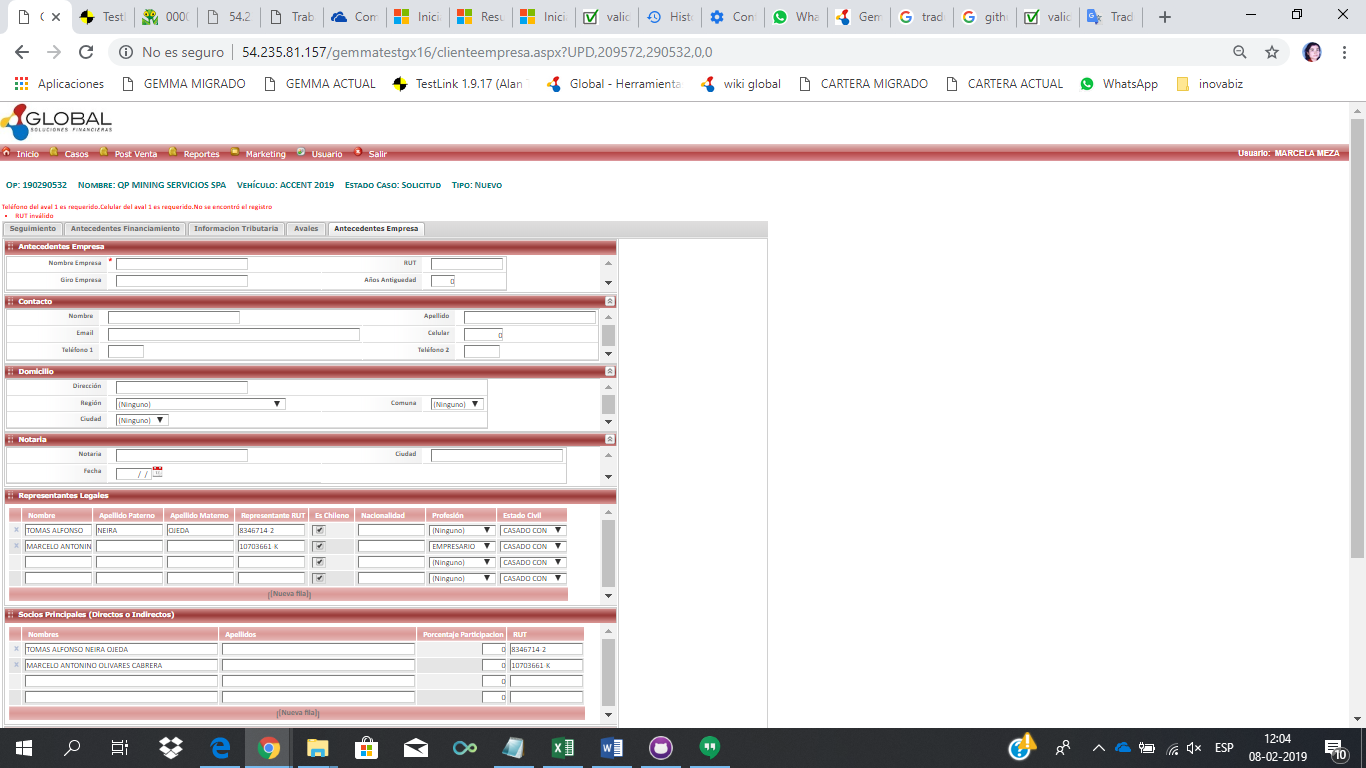 C
Testl
0000
54.2
Trab
Com
Inici
Resu
Inici
valid
Histo
Conf
Wha
Gem
tradu
gith
valid
Trad
No es seguro
54.235.81.157/gemmatestgx16/clienteempresa.aspx?UPD,209572,290532,0,0
Aplicaciones GEMMA MIGRADO GEMMA ACTUAL TestLink 1.9.17 (Alan Global - Herramienta wiki global CARTERA MIGRADO CARTERA ACTUAL WhatsApp inovabiz
GLOBAL
SOLUCIONES FINANCIERAS
Inicio Casos Post Venta Reportes Marketing Usuario Salir Usuario: MARCELA MEZA
Op: 190290532 Nombre: QP MINING SERVICIOS SPA Vehículo: ACCENT 2019 Estado Caso: Solicitud Tipo: Nuevo
Teléfono del aval 1 es requerido.Celular del aval 1 es requerido.No se encontró el registro
• RUT inválido
Seguimiento Antecedentes Financiamiento Informacion Tributaria Avales Antecedentes Empresa
Antecedentes Empresa
Nombre Empresa * RUT
Giro Empresa Años Antiguedad 0
Contacto
Nombre Apellido
Email Celular 0
Teléfono 1 Teléfono 2
Domicilio
Dirección
Región (Ninguno) Comuna (Ninguno)
Ciudad (Ninguno)
Notaria
Notaria Ciudad
Fecha / /
Representantes Legales
Nombre Apellido Paterno Apellido Materno Representante RUT Es Chileno Nacionalidad Profesión Estado Civil
TOMAS ALFONSO NEIRA OJEDA 8346714-2 (Ninguno) CASADO CON
MARCELO ANTONIN 10703661-K EMPRESARIO CASADO CON
(Ninguno) CASADO CON
(Ninguno) CASADO CON
[(Nueva fila)]
Socios Principales (Directos o Indirectos)
Nombres Apellidos Porcentaje Participacion RUT
TOMAS ALFONSO NEIRA OJEDA 0 8346714-2
MARCELO ANTONINO OLIVARES CABRERA 0 10703661-K
0
0
[(Nueva fila)]
ESP
12:04
08-02-2019
10